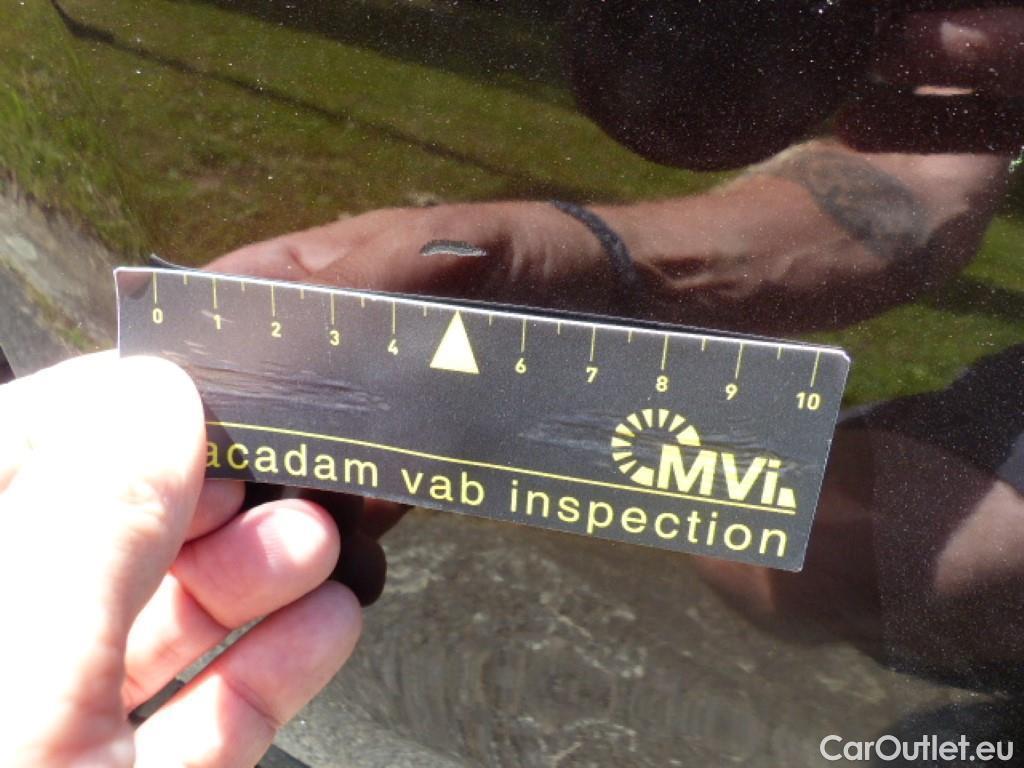 0 1 2 3 4 6 7 8 9 10
MVi
acadam vab inspection
CarOutlet.eu